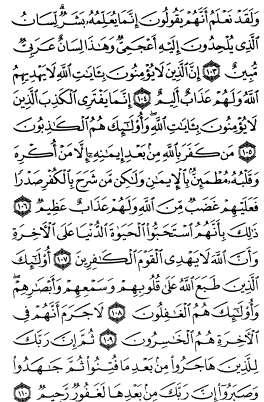 وَلَقَدْ نَعْلَمُ أَنَّهُمْ يَقُولُونَ إِنَّمَا يُعَلِّمُهُۥ بَشَرٌ ۗ لِّسَانُ
ٱلَّذِى يُلْحِدُونَ إِلَيْهِ أَعْجَمِىٌّ وَهَٰذَا لِسَانٌ عَرَبِىٌّ
مُّبِينٌ ١٠٣ إِنَّ ٱلَّذِينَ لَا يُؤْمِنُونَ بِـَٔايَٰتِ ٱللَّهِ لَا يَهْدِيهِمُ
ٱللَّهُ وَلَهُمْ عَذَابٌ أَلِيمٌ ١٠٤ إِنَّمَا يَفْتَرِى ٱلْكَذِبَ ٱلَّذِينَ
لَا يُؤْمِنُونَ بِـَٔايَٰتِ ٱللَّهِ ۖ وَأُو۟لَٰٓئِكَ هُمُ ٱلْكَٰذِبُونَ
١٠٥ مَن كَفَرَ بِٱللَّهِ مِنۢ بَعْدِ إِيمَٰنِهِۦٓ إِلَّا مَنْ أُكْرِهَ
وَقَلْبُهُۥ مُطْمَئِنٌّۢ بِٱلْإِيمَٰنِ وَلَٰكِن مَّن شَرَحَ بِٱلْكُفْرِ صَدْرًا
فَعَلَيْهِمْ غَضَبٌ مِّنَ ٱللَّهِ وَلَهُمْ عَذَابٌ عَظِيمٌ ١٠٦
ذَٰلِكَ بِأَنَّهُمُ ٱسْتَحَبُّوا۟ ٱلْحَيَوٰةَ ٱلدُّنْيَا عَلَى ٱلْءَاخِرَةِ
وَأَنَّ ٱللَّهَ لَا يَهْدِى ٱلْقَوْمَ ٱلْكَٰفِرِينَ ١٠٧ أُو۟لَٰٓئِكَ
ٱلَّذِينَ طَبَعَ ٱللَّهُ عَلَىٰ قُلُوبِهِمْ وَسَمْعِهِمْ وَأَبْصَٰرِهِمْ ۖ
وَأُو۟لَٰٓئِكَ هُمُ ٱلْغَٰفِلُونَ ١٠٨ لَا جَرَمَ أَنَّهُمْ فِى
ٱلْءَاخِرَةِ هُمُ ٱلْخَٰسِرُونَ ١٠٩ ثُمَّ إِنَّ رَبَّكَ
لِلَّذِينَ هَاجَرُوا۟ مِنۢ بَعْدِ مَا فُتِنُوا۟ ثُمَّ جَٰهَدُوا۟
وَصَبَرُوٓا۟ إِنَّ رَبَّكَ مِنۢ بَعْدِهَا لَغَفُورٌ رَّحِيمٌ ١١٠